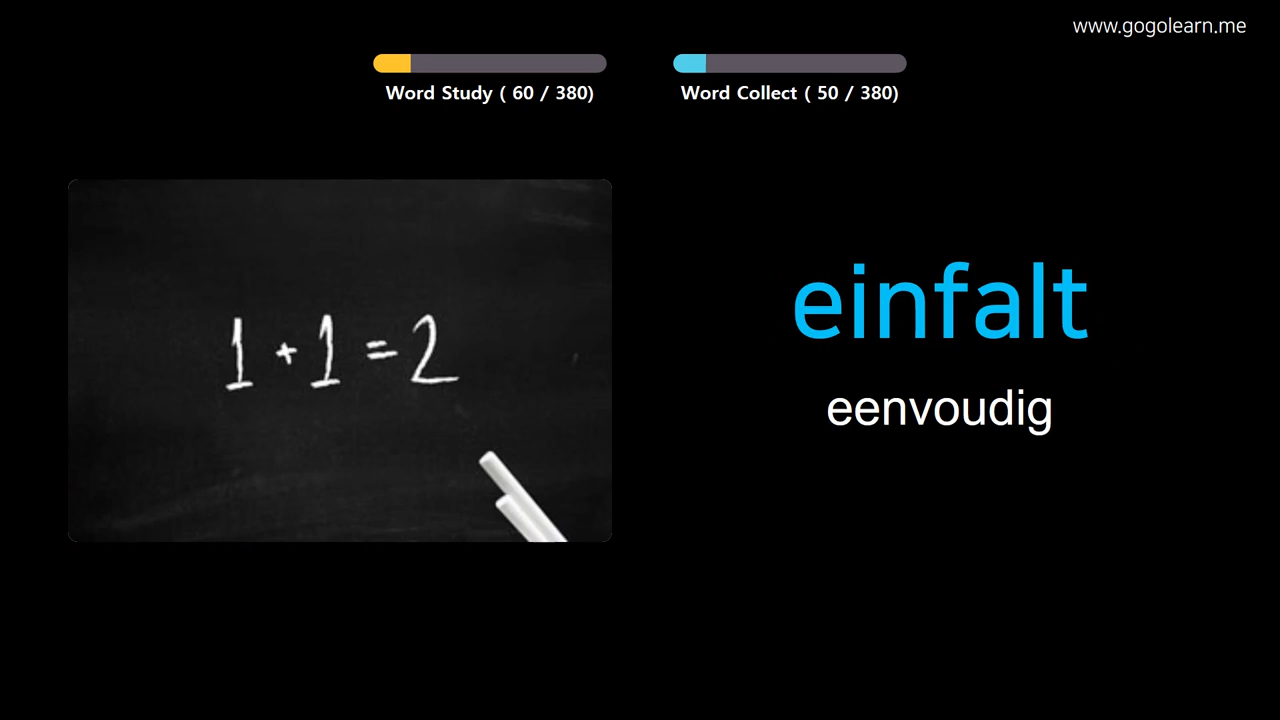 www.gogolearn.me
Word Study ( 60 / 380)
Word Collect ( 50 / 380)
1 + 1 = 2
einfalt
eenvoudig